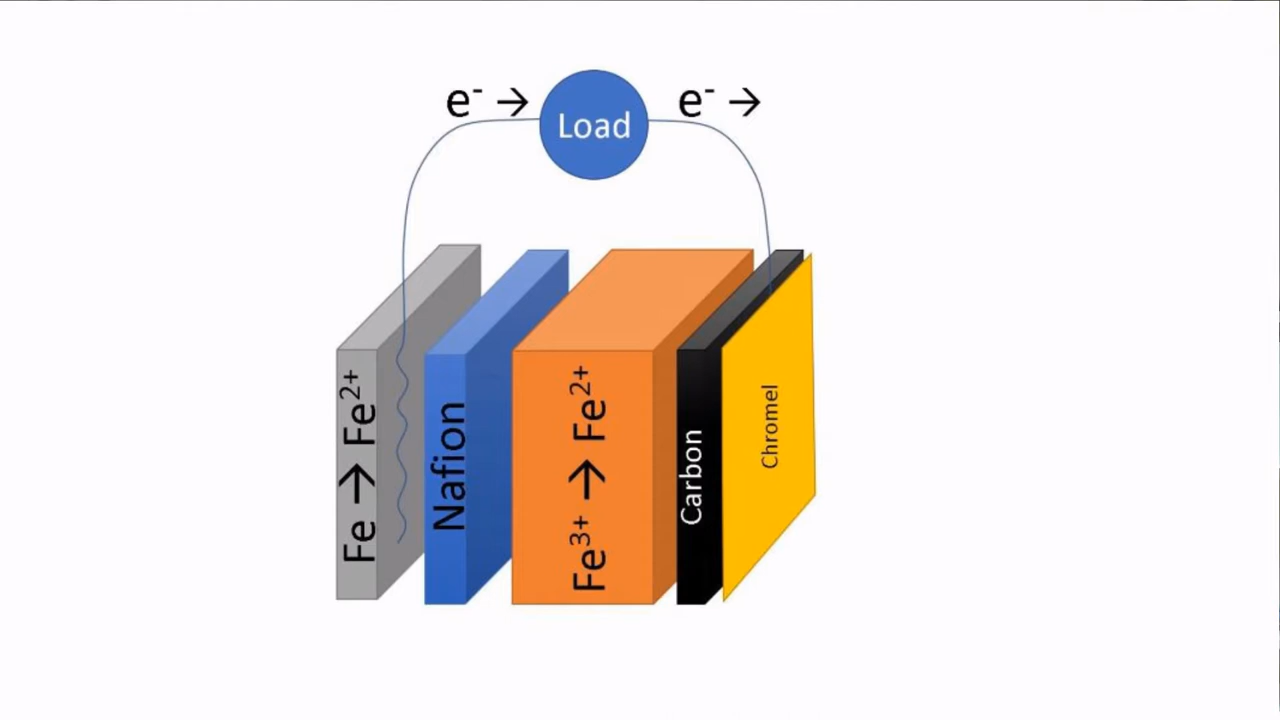 e⁻ → Load e⁻ →
Fe → Fe²⁺
Nafion
Fe³⁺ → Fe²⁺
Carbon
Chromel